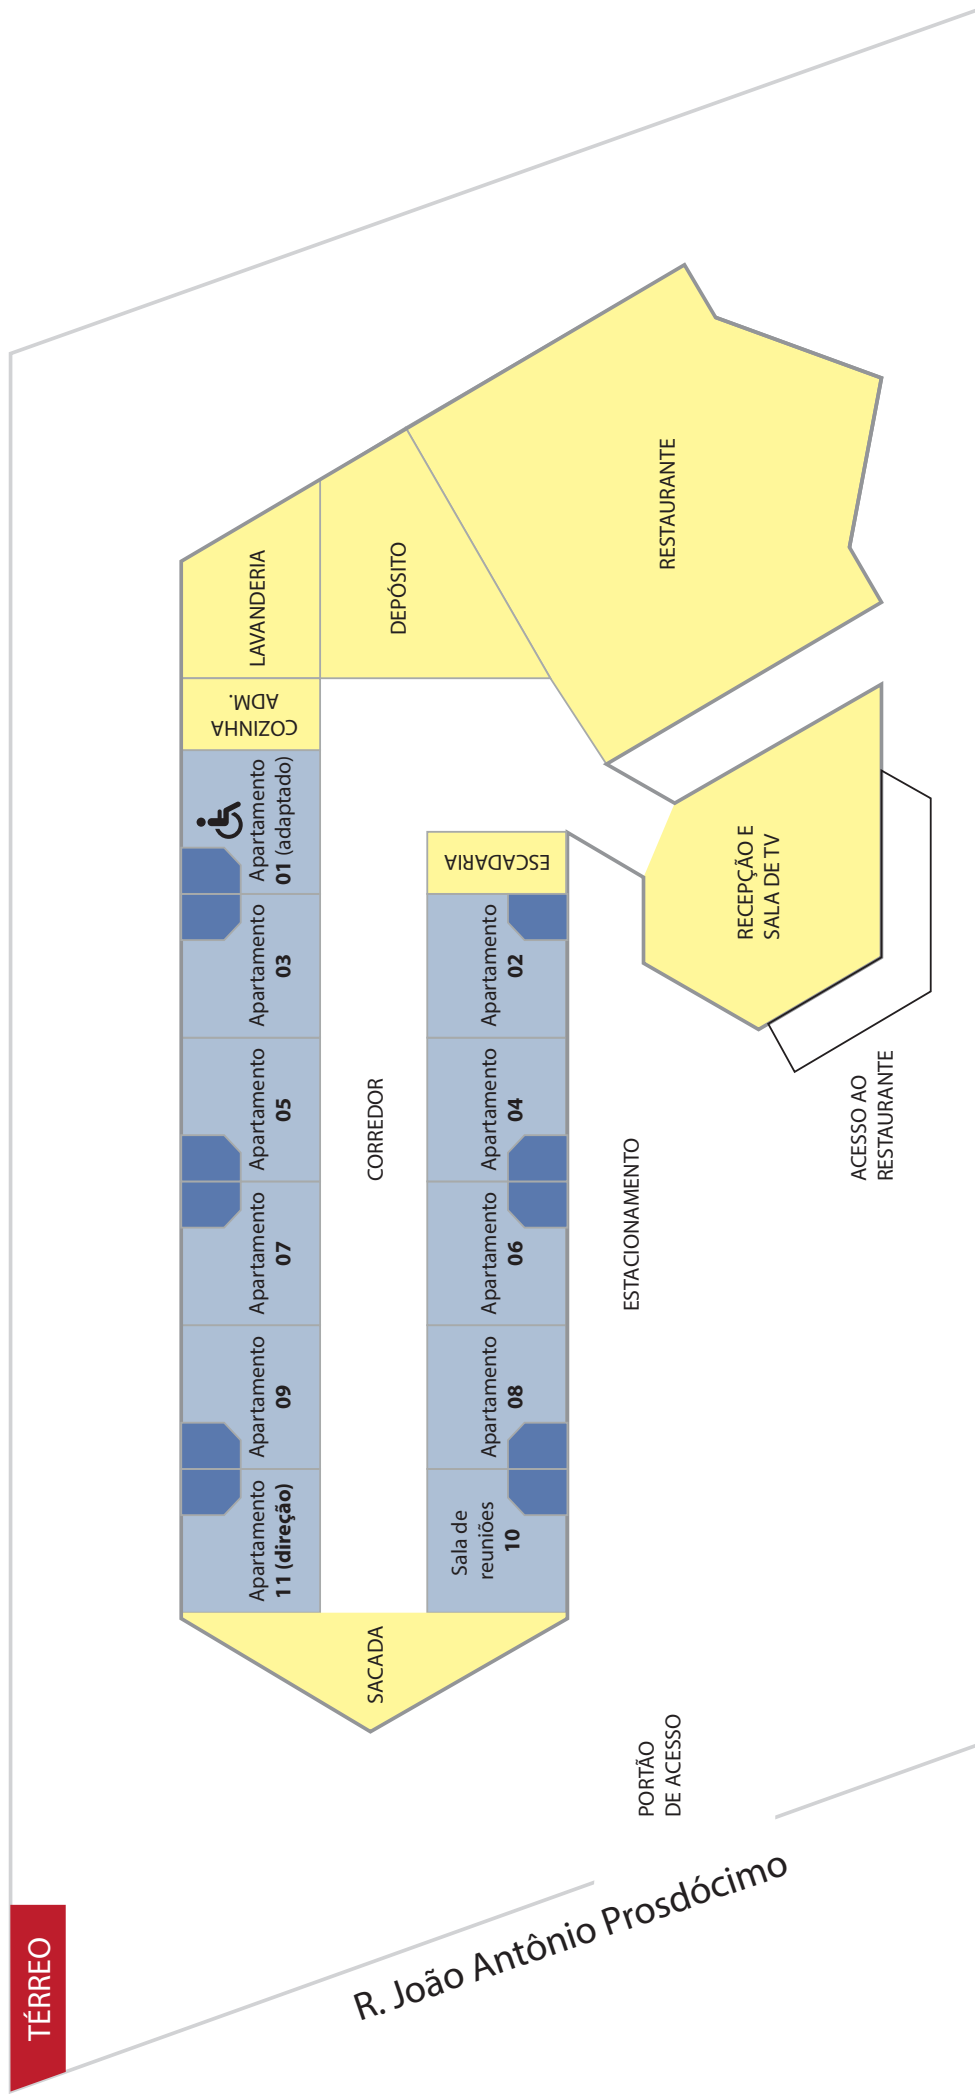 TÉRREO
R. João Antônio Prosdócimo
PORTÃO
DE ACESSO
SACADA
Apartamento
11 (direção)
Apartamento
09
Apartamento
07
Apartamento
05
Apartamento
03
Apartamento
01 (adaptado)
COZINHA
ADM.
LAVANDERIA
DEPÓSITO
CORREDOR
Sala de
reuniões
10
Apartamento
08
Apartamento
06
Apartamento
04
Apartamento
02
ESCADARIA
ESTACIONAMENTO
RESTAURANTE
RECEPÇÃO E
SALA DE TV
ACESSO AO
RESTAURANTE